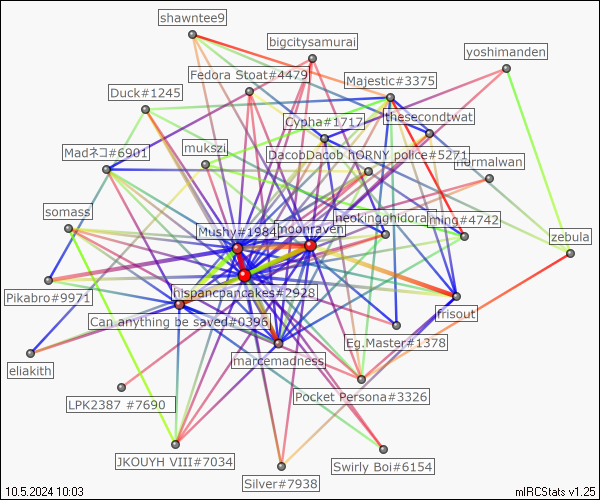 shawntee9
bigcitysamurai
yoshimanden
Fedora Stoat#4479
Majestic#3375
Duck#1245
Cypha#1717
thesecondtwat
Madネコ#6901
mukszi
DacobDacob hORNY police#5271
normalwan
somass
Mushy#1984
moonraven
neokingghidorah
ming#4742
zebula
Pikabro#9971
hispancpancakes#2928
frisout
Can anything be saved#0396
Eg.Master#1378
eliakith
marcemadness
LPK2387 #7690
Pocket Persona#3326
JKOUYH VIII#7034
Swirly Boi#6154
Silver#7938
10.5.2024 10:03
mIRCStats v1.25